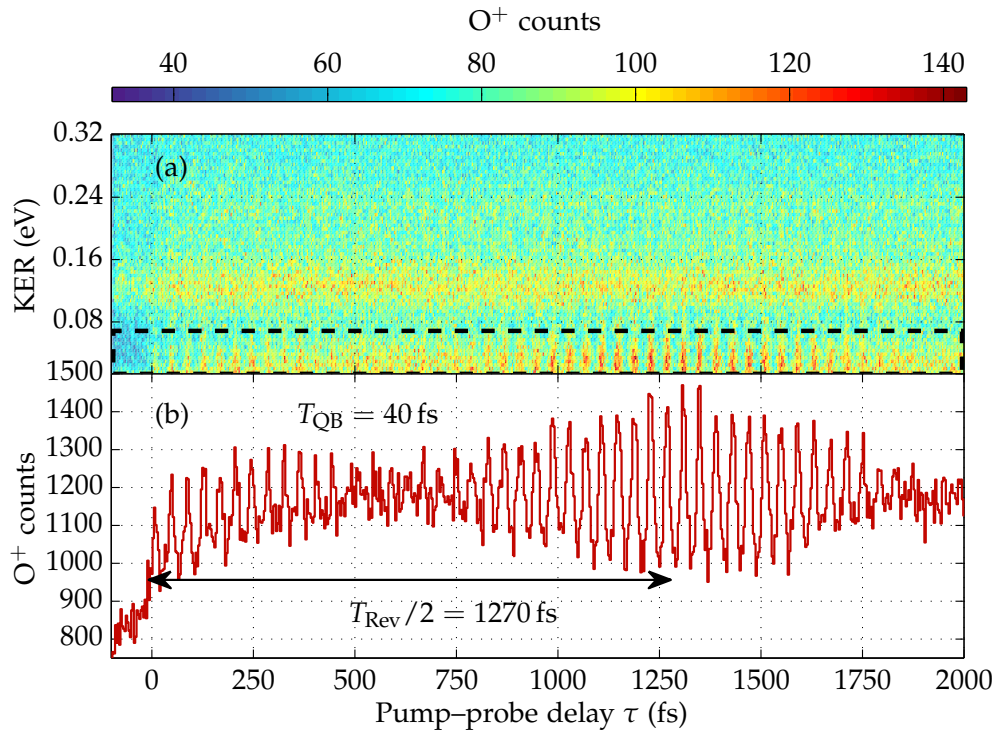 O⁺ counts
40 60 80 100 120 140
0.32
0.24
0.16
0.08
KER (eV)
(a)
1500
1400
1300
1200
1100
1000
900
800
O⁺ counts
(b)
T_QB = 40 fs
T_Rev/2 = 1270 fs
0 250 500 750 1000 1250 1500 1750 2000
Pump–probe delay τ (fs)